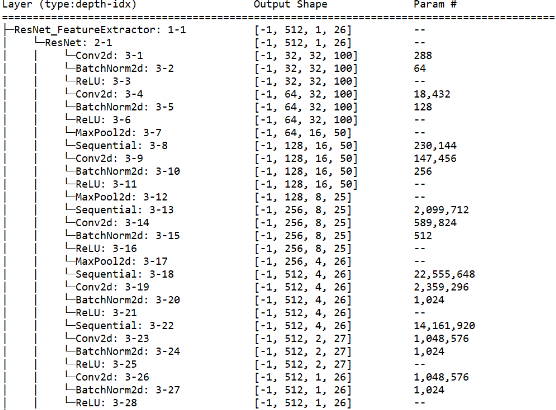 Layer (type:depth-idx) Output Shape Param #
==========================================================================================
├─ResNet_FeatureExtractor: 1-1 [-1, 512, 1, 26] --
│ └─ResNet: 2-1 [-1, 512, 1, 26] --
│ │ └─Conv2d: 3-1 [-1, 32, 32, 100] 288
│ │ └─BatchNorm2d: 3-2 [-1, 32, 32, 100] 64
│ │ └─ReLU: 3-3 [-1, 32, 32, 100] --
│ │ └─Conv2d: 3-4 [-1, 64, 32, 100] 18,432
│ │ └─BatchNorm2d: 3-5 [-1, 64, 32, 100] 128
│ │ └─ReLU: 3-6 [-1, 64, 32, 100] --
│ │ └─MaxPool2d: 3-7 [-1, 64, 16, 50] --
│ │ └─Sequential: 3-8 [-1, 128, 16, 50] 230,144
│ │ └─Conv2d: 3-9 [-1, 128, 16, 50] 147,456
│ │ └─BatchNorm2d: 3-10 [-1, 128, 16, 50] 256
│ │ └─ReLU: 3-11 [-1, 128, 16, 50] --
│ │ └─MaxPool2d: 3-12 [-1, 128, 8, 25] --
│ │ └─Sequential: 3-13 [-1, 256, 8, 25] 2,099,712
│ │ └─Conv2d: 3-14 [-1, 256, 8, 25] 589,824
│ │ └─BatchNorm2d: 3-15 [-1, 256, 8, 25] 512
│ │ └─ReLU: 3-16 [-1, 256, 8, 25] --
│ │ └─MaxPool2d: 3-17 [-1, 256, 4, 26] --
│ │ └─Sequential: 3-18 [-1, 512, 4, 26] 22,555,648
│ │ └─Conv2d: 3-19 [-1, 512, 4, 26] 2,359,296
│ │ └─BatchNorm2d: 3-20 [-1, 512, 4, 26] 1,024
│ │ └─ReLU: 3-21 [-1, 512, 4, 26] --
│ │ └─Sequential: 3-22 [-1, 512, 4, 26] 14,161,920
│ │ └─Conv2d: 3-23 [-1, 512, 2, 27] 1,048,576
│ │ └─BatchNorm2d: 3-24 [-1, 512, 2, 27] 1,024
│ │ └─ReLU: 3-25 [-1, 512, 2, 27] --
│ │ └─Conv2d: 3-26 [-1, 512, 1, 26] 1,048,576
│ │ └─BatchNorm2d: 3-27 [-1, 512, 1, 26] 1,024
│ │ └─ReLU: 3-28 [-1, 512, 1, 26] --